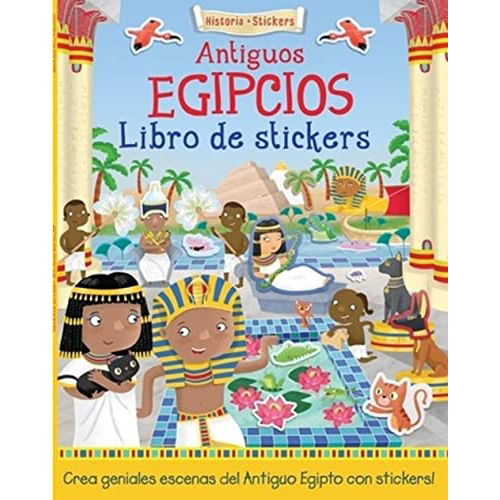 Historia • Stickers
Antiguos
EGIPCIOS
Libro de stickers
Crea geniales escenas del Antiguo Egipto con stickers!